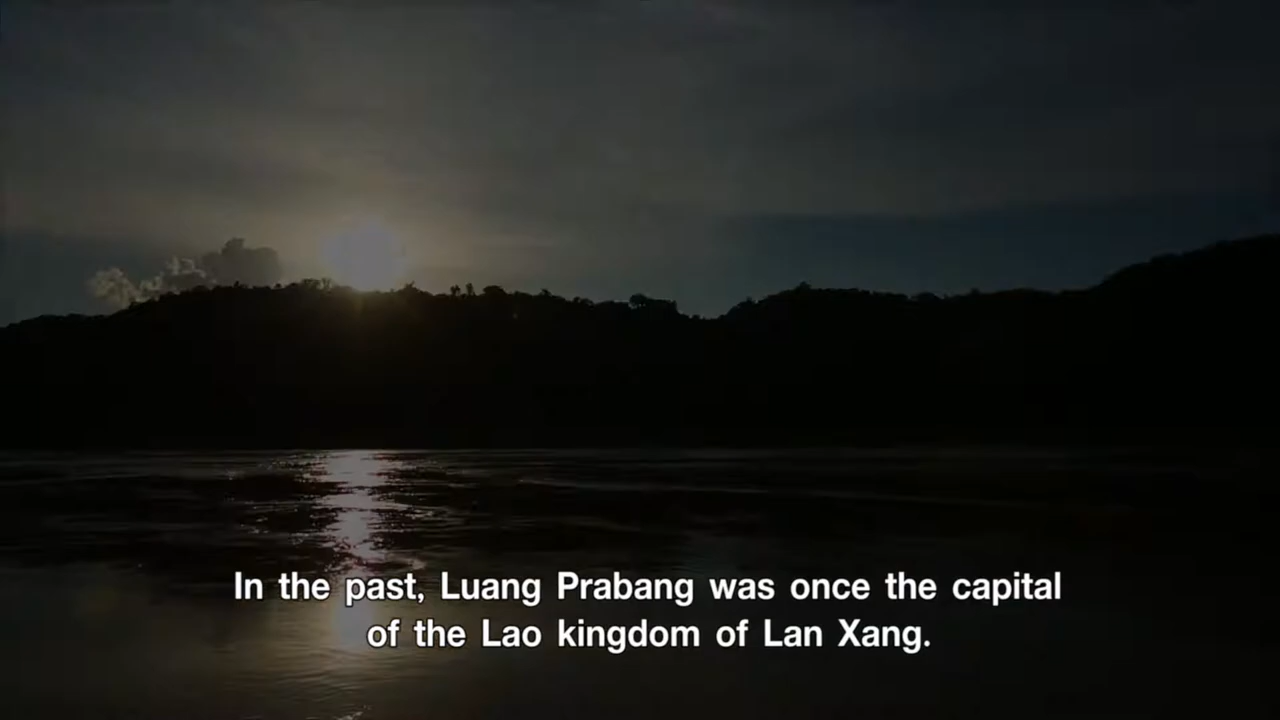 In the past, Luang Prabang was once the capital
of the Lao kingdom of Lan Xang.